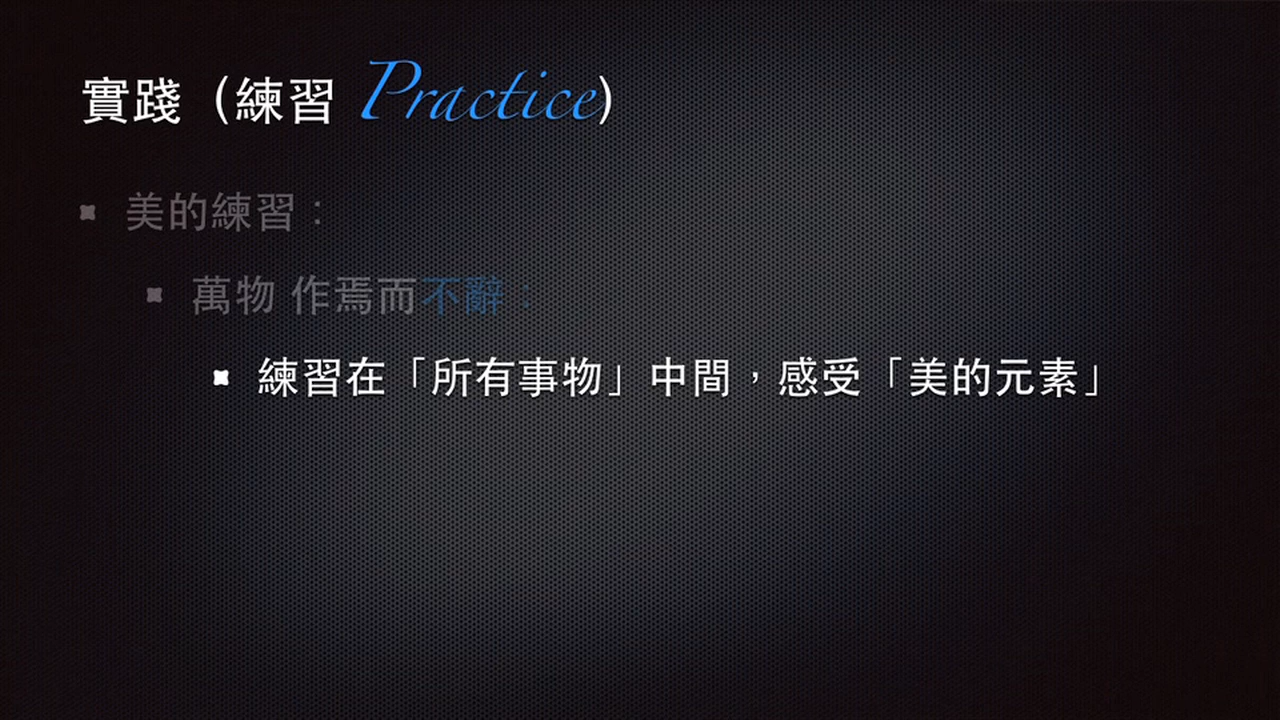 實踐（練習 Practice）
美的練習：
萬物 作焉而不辭：
練習在「所有事物」中間，感受「美的元素」